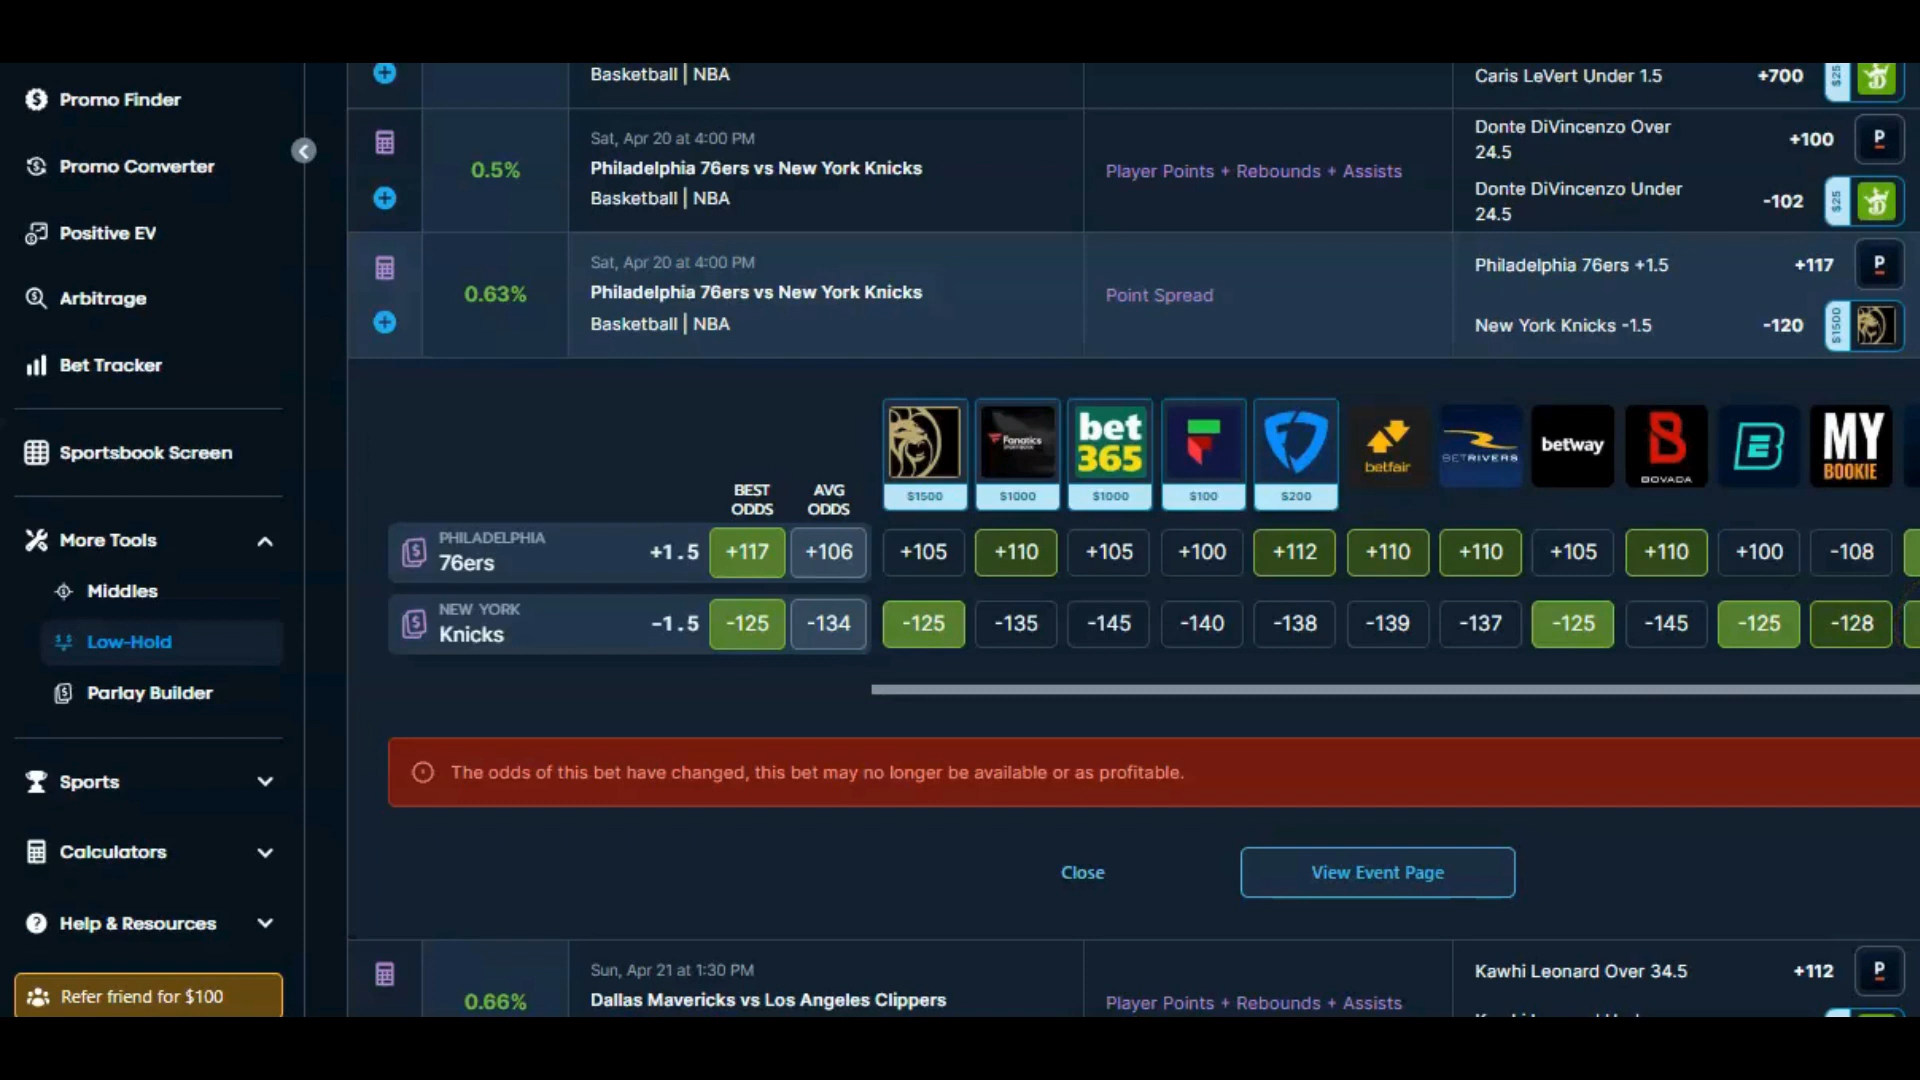 Promo Finder
Promo Converter
Positive EV
Arbitrage
Bet Tracker
Sportsbook Screen
More Tools
Middles
Low-Hold
Parlay Builder
Sports
Calculators
Help & Resources
Refer friend for $100
Basketball | NBA
Caris LeVert Under 1.5
+700
$25
0.5%
Sat, Apr 20 at 4:00 PM
Philadelphia 76ers vs New York Knicks
Basketball | NBA
Player Points + Rebounds + Assists
Donte DiVincenzo Over
24.5
+100
P
Donte DiVincenzo Under
24.5
-102
$25
0.63%
Sat, Apr 20 at 4:00 PM
Philadelphia 76ers vs New York Knicks
Basketball | NBA
Point Spread
Philadelphia 76ers +1.5
+117
P
New York Knicks -1.5
-120
$1500
BEST
ODDS
AVG
ODDS
$1500
Fanatics
$1000
bet
365
$1000
$100
$200
betfair
BETRIVERS
betway
BOVADA
MY
BOOKIE
PHILADELPHIA
76ers
+1.5 +117 +106 +105 +110 +105 +100 +112 +110 +110 +105 +110 +100 -108
NEW YORK
Knicks
-1.5 -125 -134 -125 -135 -145 -140 -138 -139 -137 -125 -145 -125 -128
The odds of this bet have changed, this bet may no longer be available or as profitable.
Close
View Event Page
0.66%
Sun, Apr 21 at 1:30 PM
Dallas Mavericks vs Los Angeles Clippers
Player Points + Rebounds + Assists
Kawhi Leonard Over 34.5
+112
P